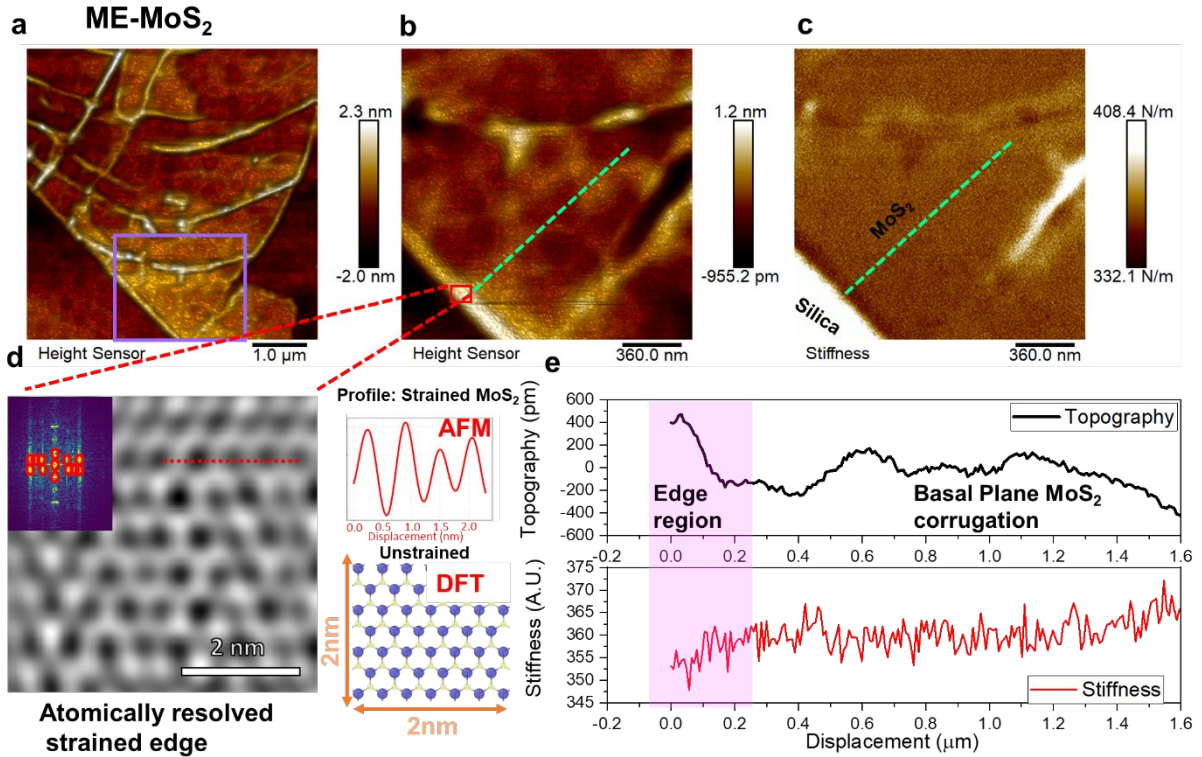 ME-MoS2
a
b
c
2.3 nm
-2.0 nm
1.2 nm
-955.2 pm
408.4 N/m
332.1 N/m
MoS2
Silica
Height Sensor
1.0 μm
Height Sensor
360.0 nm
Stiffness
360.0 nm
d
2 nm
Atomically resolved
strained edge
Profile: Strained MoS2
AFM
0.0 0.6 1.2 1.5 2.0
Displacement (nm)
Unstrained
DFT
2nm
2nm
e
Topography (pm)
600
400
200
0
-200
-400
-600
Topography
Edge
region
Basal Plane MoS2
corrugation
-0.2 0.0 0.2 0.4 0.6 0.8 1.0 1.2 1.4 1.6
Stiffness (A.U.)
375
370
365
360
355
350
345
Stiffness
-0.2 0.0 0.2 0.4 0.6 0.8 1.0 1.2 1.4 1.6
Displacement (μm)